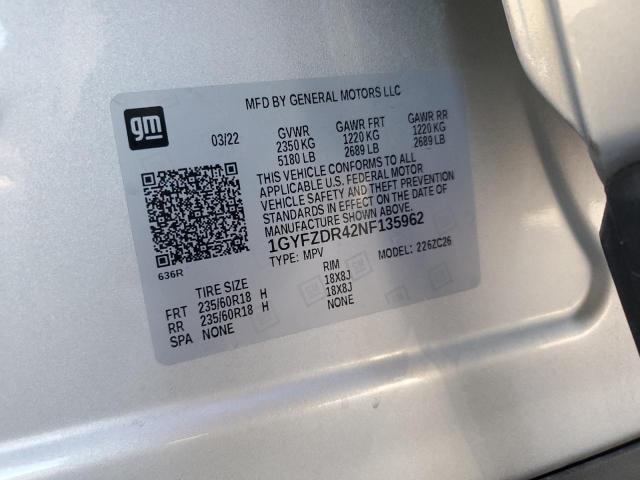 MFD BY GENERAL MOTORS LLC
gm
03/22
GVWR GAWR FRT GAWR RR
2350 KG 1220 KG 1220 KG
5180 LB 2689 LB 2689 LB
THIS VEHICLE CONFORMS TO ALL
APPLICABLE U.S. FEDERAL MOTOR
VEHICLE SAFETY AND THEFT PREVENTION
STANDARDS IN EFFECT ON THE DATE OF
MANUFACTURE SHOWN ABOVE.
1GYFZDR42NF135962
TYPE: MPV MODEL: 226ZC26
636R
TIRE SIZE RIM
FRT 235/60R18 H 18X8J
RR 235/60R18 H 18X8J
SPA NONE NONE